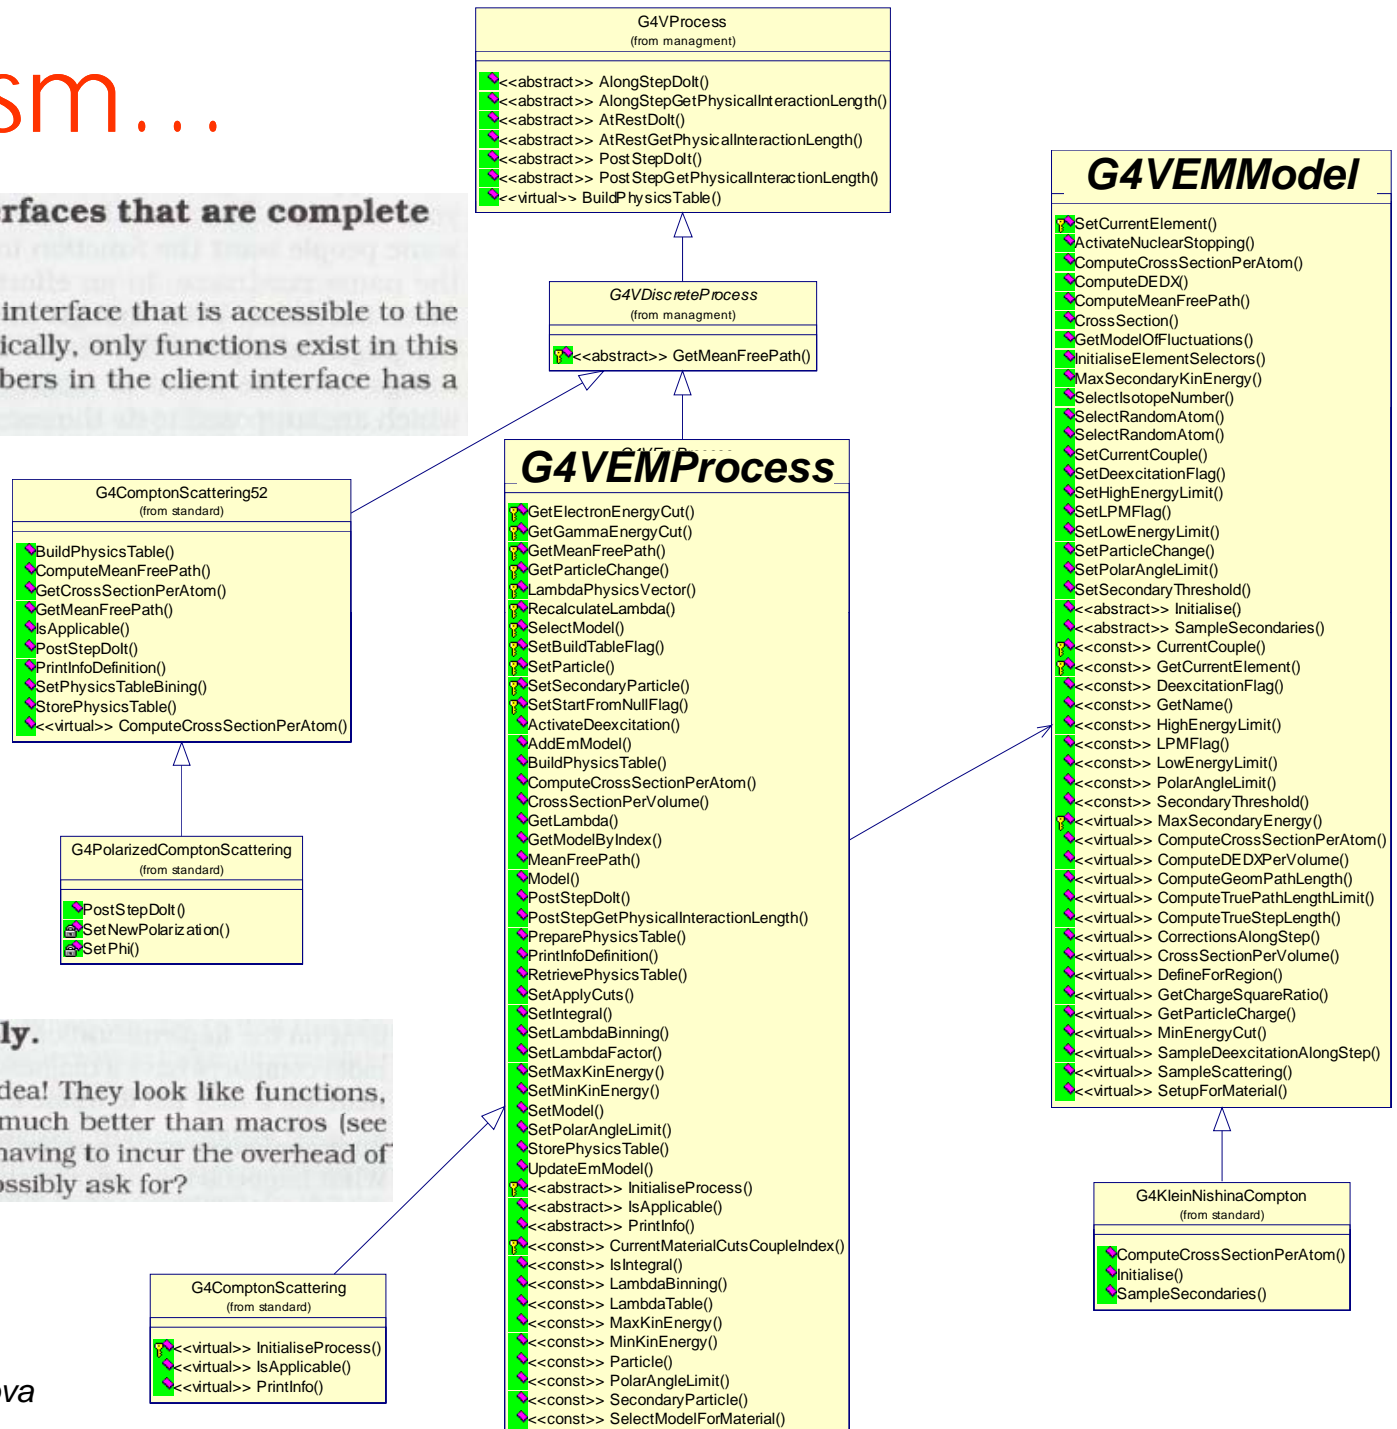 sm...
G4VProcess
(from managment)
<<abstract>> AlongStepDoIt()
<<abstract>> AlongStepGetPhysicalInteractionLength()
<<abstract>> AtRestDoIt()
<<abstract>> AtRestGetPhysicalInteractionLength()
<<abstract>> PostStepDoIt()
<<abstract>> PostStepGetPhysicalInteractionLength()
<<virtual>> BuildPhysicsTable()
erfaces that are complete
interface that is accessible to the
ically, only functions exist in this
bers in the client interface has a
G4VDiscreteProcess
(from managment)
<<abstract>> GetMeanFreePath()
G4ComptonScattering52
(from standard)
BuildPhysicsTable()
ComputeMeanFreePath()
GetCrossSectionPerAtom()
GetMeanFreePath()
IsApplicable()
PostStepDoIt()
PrintInfoDefinition()
SetPhysicsTableBining()
StorePhysicsTable()
<<virtual>> ComputeCrossSectionPerAtom()
G4PolarizedComptonScattering
(from standard)
PostStepDoIt()
SetNewPolarization()
SetPhi()
ly.
dea! They look like functions,
much better than macros (see
having to incur the overhead of
ossibly ask for?
G4ComptonScattering
(from standard)
<<virtual>> InitialiseProcess()
<<virtual>> IsApplicable()
<<virtual>> PrintInfo()
ova
G4VEMProcess
GetElectronEnergyCut()
GetGammaEnergyCut()
GetMeanFreePath()
GetParticleChange()
LambdaPhysicsVector()
RecalculateLambda()
SelectModel()
SetBuildTableFlag()
SetParticle()
SetSecondaryParticle()
SetStartFromNullFlag()
ActivateDeexcitation()
AddEmModel()
BuildPhysicsTable()
ComputeCrossSectionPerAtom()
CrossSectionPerVolume()
GetLambda()
GetModelByIndex()
MeanFreePath()
Model()
PostStepDoIt()
PostStepGetPhysicalInteractionLength()
PreparePhysicsTable()
PrintInfoDefinition()
RetrievePhysicsTable()
SetApplyCuts()
SetIntegral()
SetLambdaBinning()
SetLambdaFactor()
SetMaxKinEnergy()
SetMinKinEnergy()
SetModel()
SetPolarAngleLimit()
StorePhysicsTable()
UpdateEmModel()
<<abstract>> InitialiseProcess()
<<abstract>> IsApplicable()
<<abstract>> PrintInfo()
<<const>> CurrentMaterialCutsCoupleIndex()
<<const>> IsIntegral()
<<const>> LambdaBinning()
<<const>> LambdaTable()
<<const>> MaxKinEnergy()
<<const>> MinKinEnergy()
<<const>> Particle()
<<const>> PolarAngleLimit()
<<const>> SecondaryParticle()
<<const>> SelectModelForMaterial()
G4VEMModel
SetCurrentElement()
ActivateNuclearStopping()
ComputeCrossSectionPerAtom()
ComputeDEDX()
ComputeMeanFreePath()
CrossSection()
GetModelOfFluctuations()
InitialiseElementSelectors()
MaxSecondaryKinEnergy()
SelectIsotopeNumber()
SelectRandomAtom()
SelectRandomAtom()
SetCurrentCouple()
SetDeexcitationFlag()
SetHighEnergyLimit()
SetLPMFlag()
SetLowEnergyLimit()
SetParticleChange()
SetPolarAngleLimit()
SetSecondaryThreshold()
<<abstract>> Initialise()
<<abstract>> SampleSecondaries()
<<const>> CurrentCouple()
<<const>> GetCurrentElement()
<<const>> DeexcitationFlag()
<<const>> GetName()
<<const>> HighEnergyLimit()
<<const>> LPMFlag()
<<const>> LowEnergyLimit()
<<const>> PolarAngleLimit()
<<const>> SecondaryThreshold()
<<virtual>> MaxSecondaryEnergy()
<<virtual>> ComputeCrossSectionPerAtom()
<<virtual>> ComputeDEDXPerVolume()
<<virtual>> ComputeGeomPathLength()
<<virtual>> ComputeTruePathLengthLimit()
<<virtual>> ComputeTrueStepLength()
<<virtual>> CorrectionsAlongStep()
<<virtual>> CrossSectionPerVolume()
<<virtual>> DefineForRegion()
<<virtual>> GetChargeSquareRatio()
<<virtual>> GetParticleCharge()
<<virtual>> MinEnergyCut()
<<virtual>> SampleDeexcitationAlongStep()
<<virtual>> SampleScattering()
<<virtual>> SetupForMaterial()
G4KleinNishinaCompton
(from standard)
ComputeCrossSectionPerAtom()
Initialise()
SampleSecondaries()